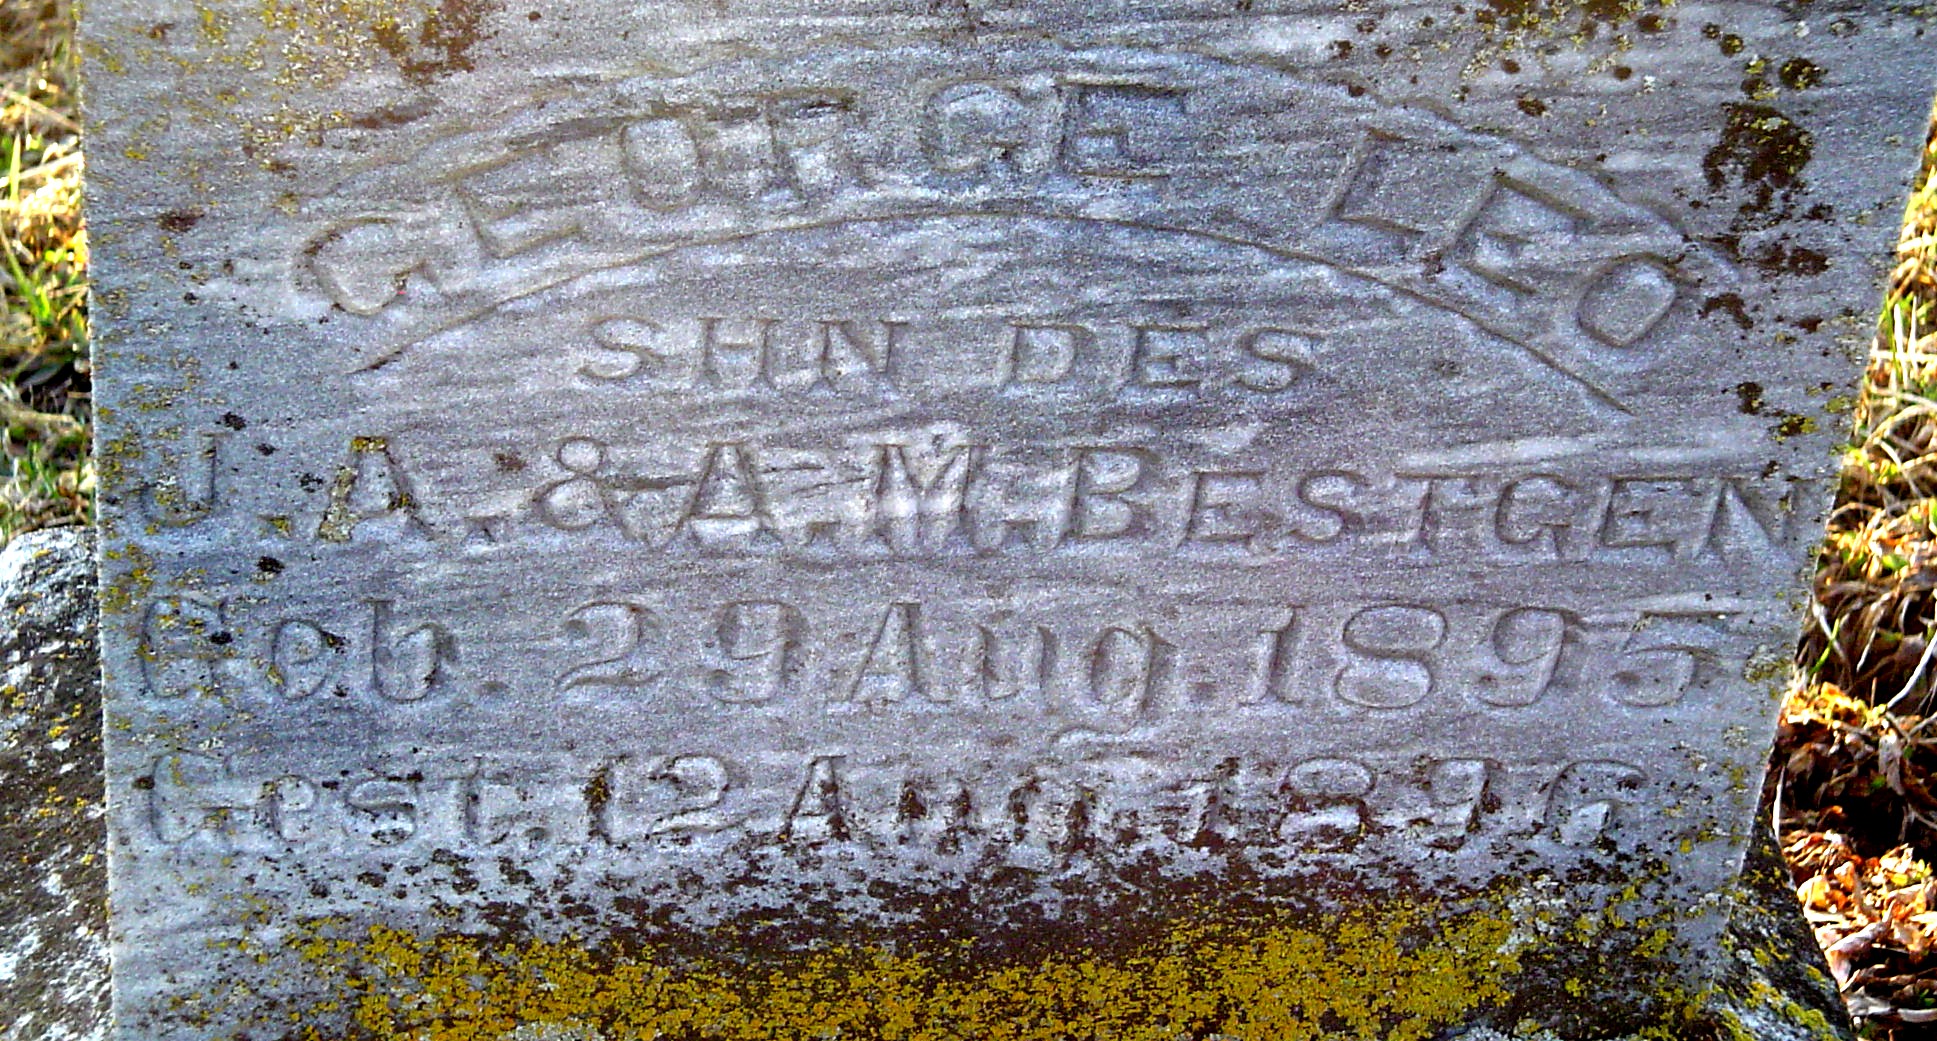 GEORGE LEO
SHN DES
J.A. & A.M. BESTGEN
Geb. 29 Aug. 1895
Gest. 12 Aug. 1896